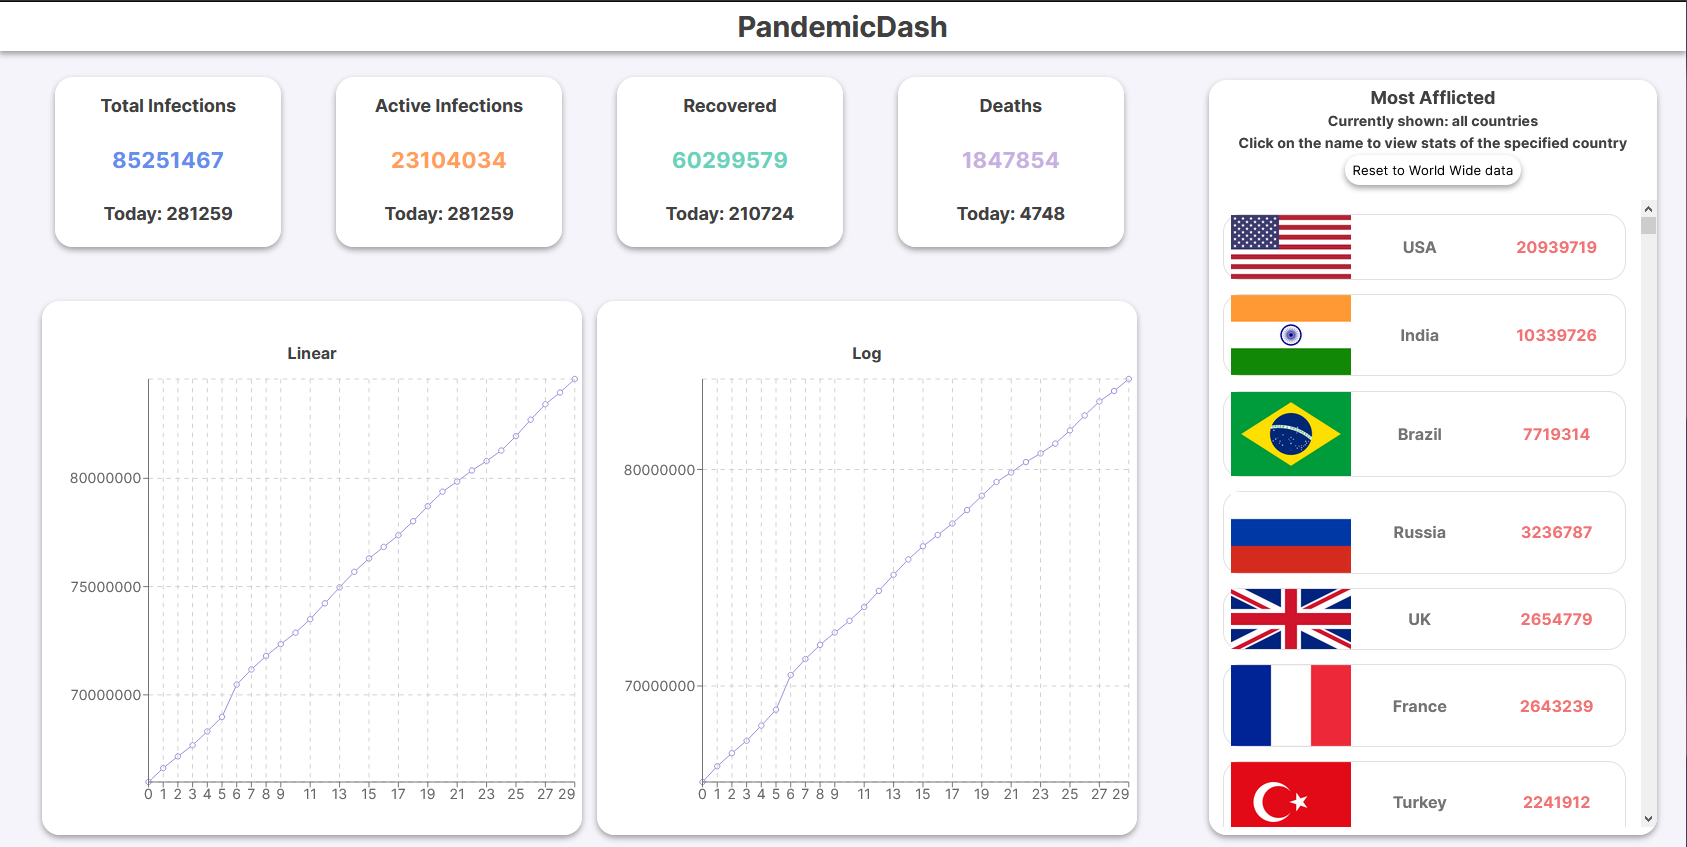 PandemicDash
Total Infections
85251467
Today: 281259
Active Infections
23104034
Today: 281259
Recovered
60299579
Today: 210724
Deaths
1847854
Today: 4748
Linear
80000000
75000000
70000000
0 1 2 3 4 5 6 7 8 9 11 13 15 17 19 21 23 25 27 29
Log
80000000
70000000
0 1 2 3 4 5 6 7 8 9 11 13 15 17 19 21 23 25 27 29
Most Afflicted
Currently shown: all countries
Click on the name to view stats of the specified country
Reset to World Wide data
USA 20939719
India 10339726
Brazil 7719314
Russia 3236787
UK 2654779
France 2643239
Turkey 2241912